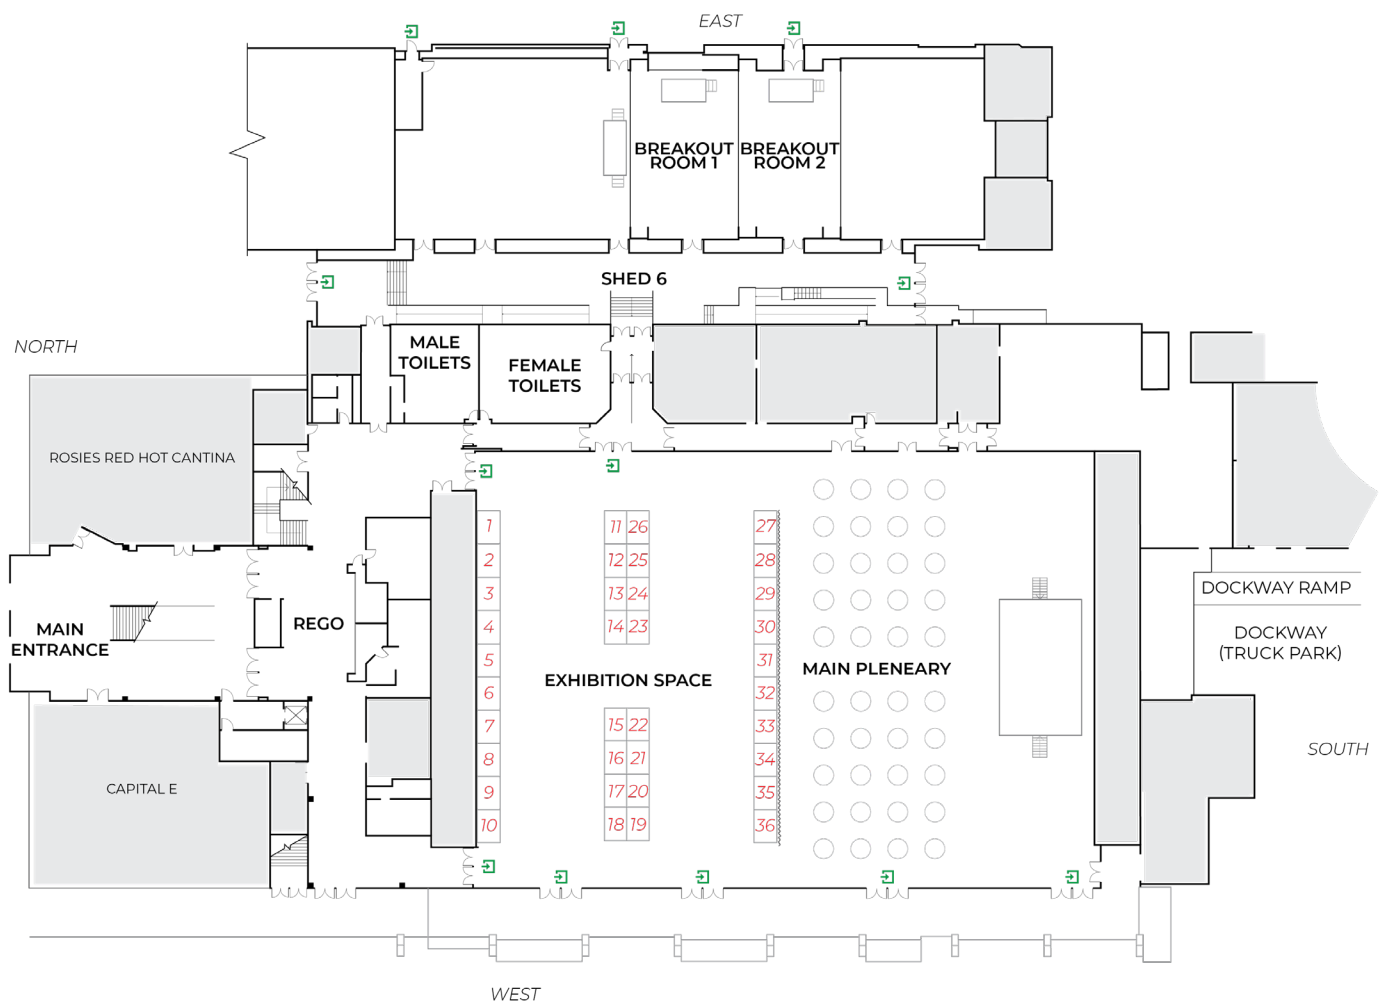 EAST
BREAKOUT
ROOM 1
BREAKOUT
ROOM 2
SHED 6
NORTH
MALE
TOILETS
FEMALE
TOILETS
ROSIES RED HOT CANTINA
1
2
3
4
5
6
7
8
9
10
11 26
12 25
13 24
14 23
15 22
16 21
17 20
18 19
27
28
29
30
31
32
33
34
35
36
MAIN
ENTRANCE
REGO
EXHIBITION SPACE
MAIN PLENEARY
DOCKWAY RAMP
DOCKWAY
(TRUCK PARK)
SOUTH
CAPITAL E
WEST